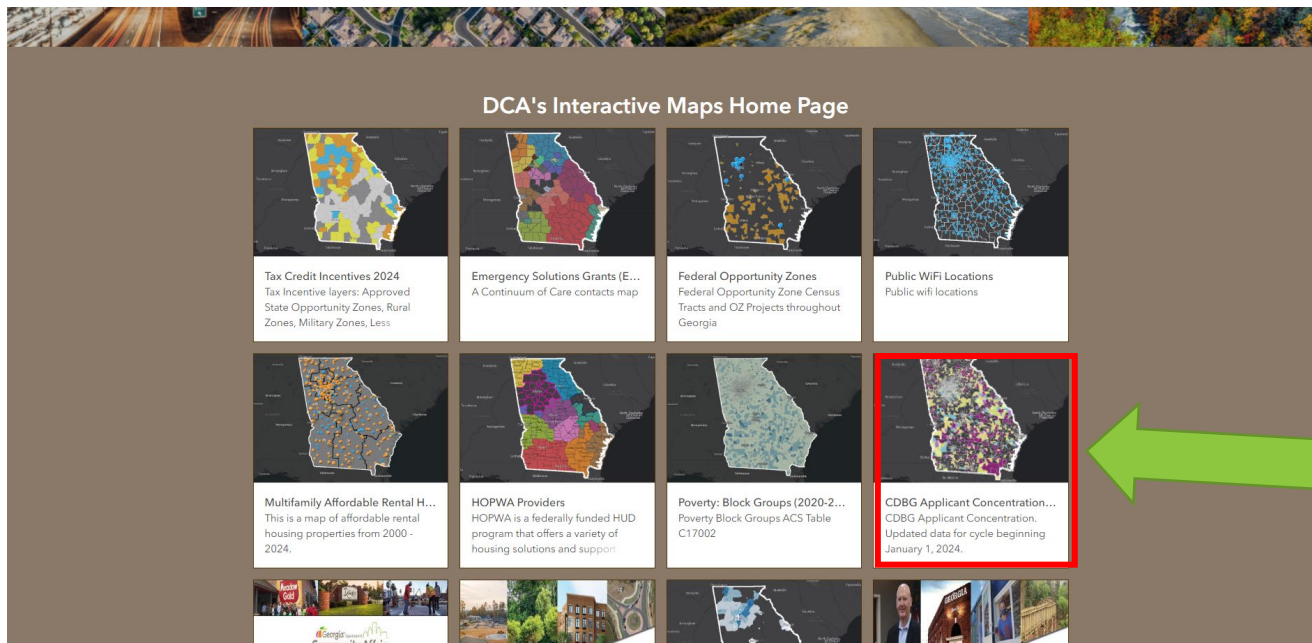 DCA's Interactive Maps Home Page
Tax Credit Incentives 2024
Tax Incentive layers: Approved
State Opportunity Zones, Rural
Zones, Military Zones, Less
Emergency Solutions Grants (E...
A Continuum of Care contacts map
Federal Opportunity Zones
Federal Opportunity Zone Census
Tracts and OZ Projects throughout
Georgia
Public WiFi Locations
Public wifi locations
Multifamily Affordable Rental H...
This is a map of affordable rental
housing properties from 2000 -
2024.
HOPWA Providers
HOPWA is a federally funded HUD
program that offers a variety of
housing solutions and support
Poverty: Block Groups (2020-2...
Poverty Block Groups ACS Table
C17002
CDBG Applicant Concentration...
CDBG Applicant Concentration.
Updated data for cycle beginning
January 1, 2024.
Meadow
Gold
Georgia
GEORGIA